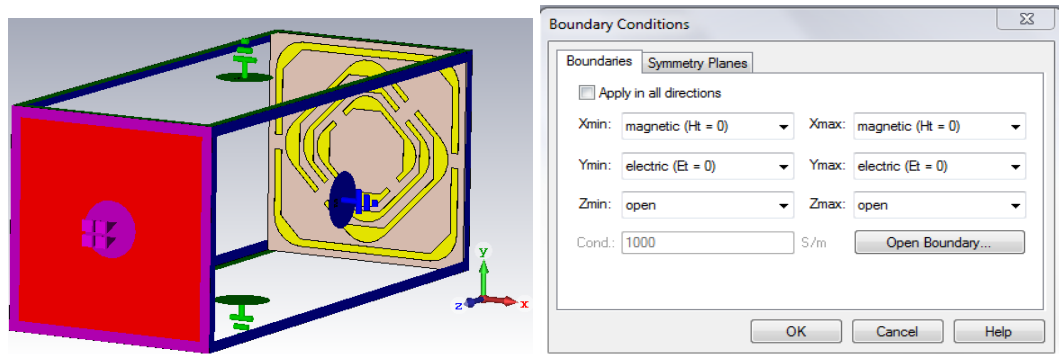 y
z
x
Boundary Conditions
Boundaries Symmetry Planes
Apply in all directions
Xmin: magnetic (Ht = 0) Xmax: magnetic (Ht = 0)
Ymin: electric (Et = 0) Ymax: electric (Et = 0)
Zmin: open Zmax: open
Cond.: 1000 S/m Open Boundary...
OK Cancel Help